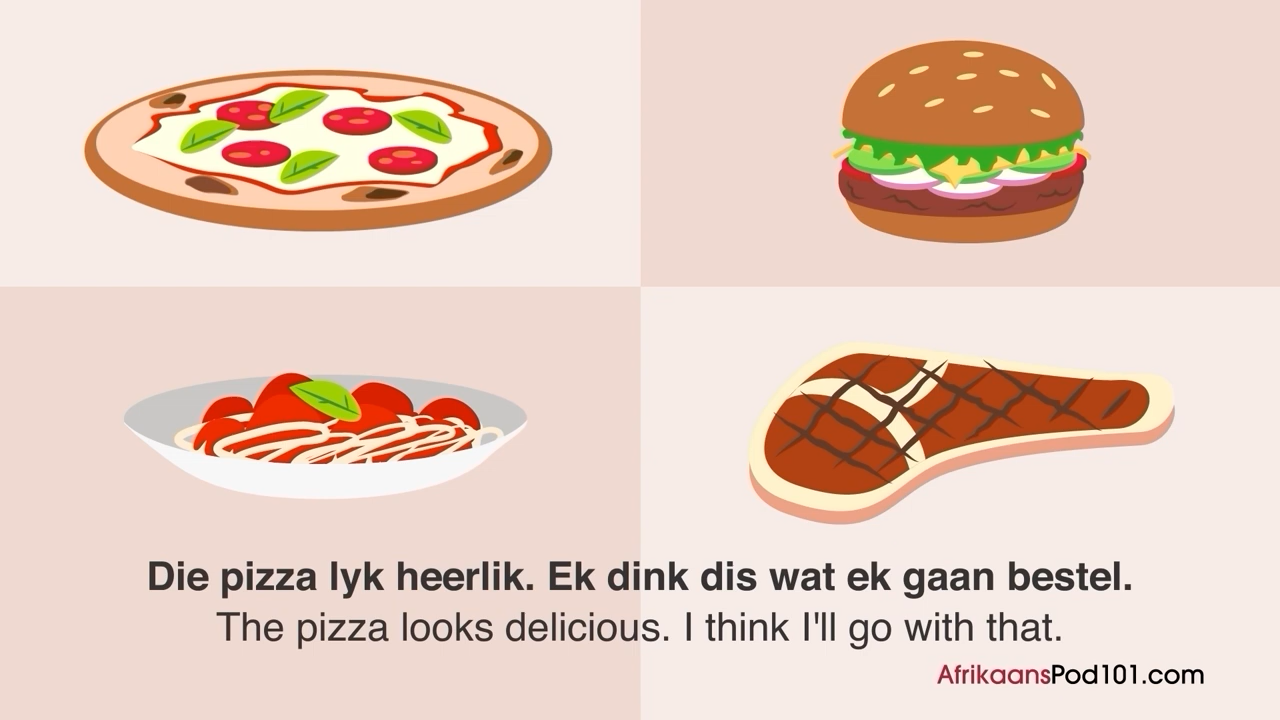 Die pizza lyk heerlik. Ek dink dis wat ek gaan bestel.
The pizza looks delicious. I think I'll go with that.
AfrikaansPod101.com